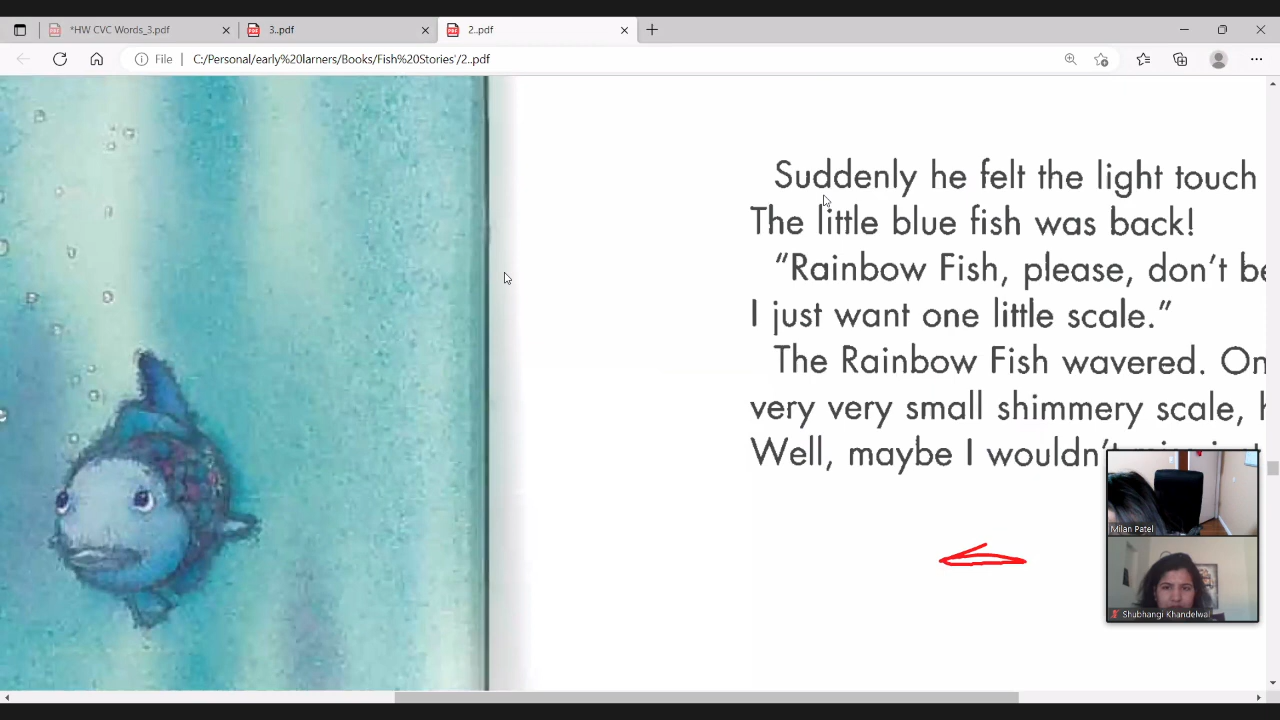 *HW CVC Words_3.pdf
3..pdf
2..pdf
File
C:/Personal/early%20larners/Books/Fish%20Stories'/2..pdf
Suddenly he felt the light touch
The little blue fish was back!
“Rainbow Fish, please, don’t be
I just want one little scale.”
The Rainbow Fish wavered. On
very very small shimmery scale, h
Well, maybe I wouldn’t
Milan Patel
Shubhangi Khandelwal